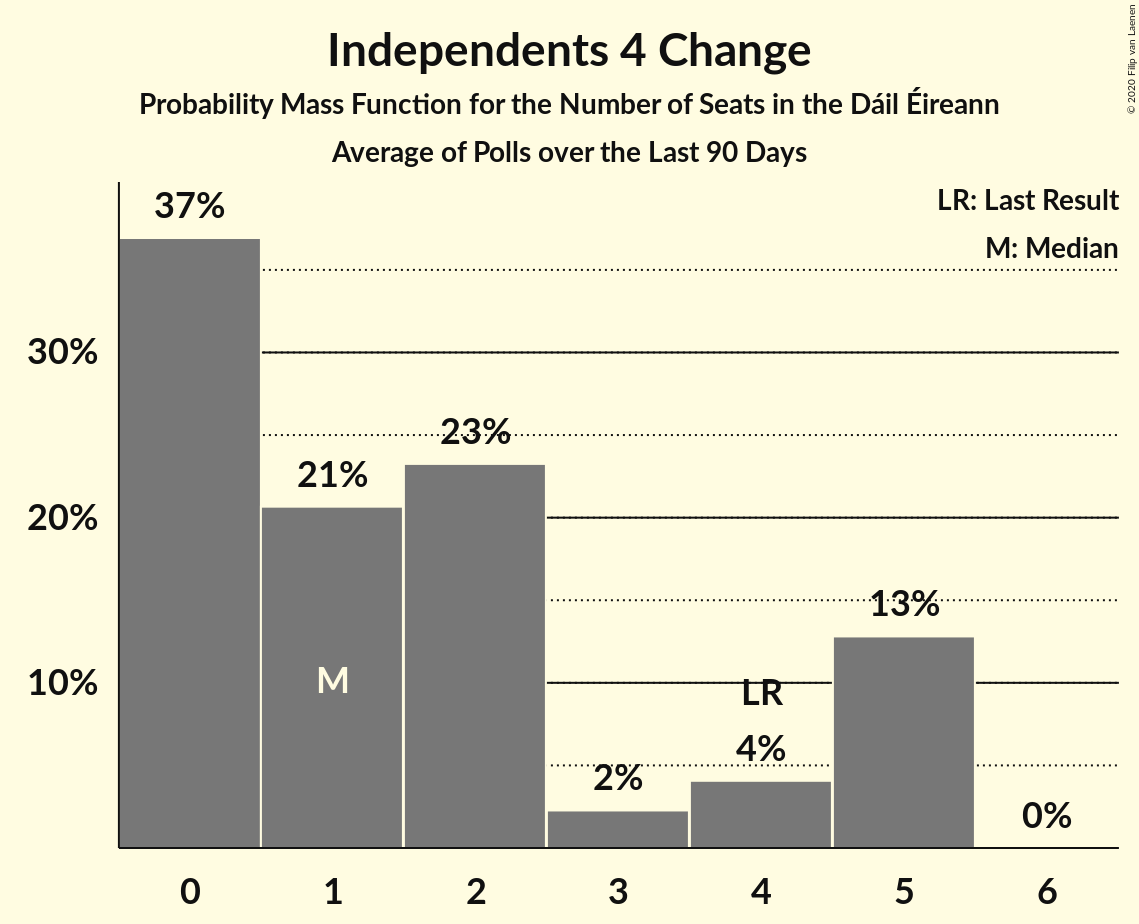 Independents 4 Change
Probability Mass Function for the Number of Seats in the Dáil Éireann
Average of Polls over the Last 90 Days
© 2020 Filip van Laenen
LR: Last Result
M: Median
37%
30%
23%
21%
20%
13%
10%
M
LR
4%
2%
0%
0 1 2 3 4 5 6